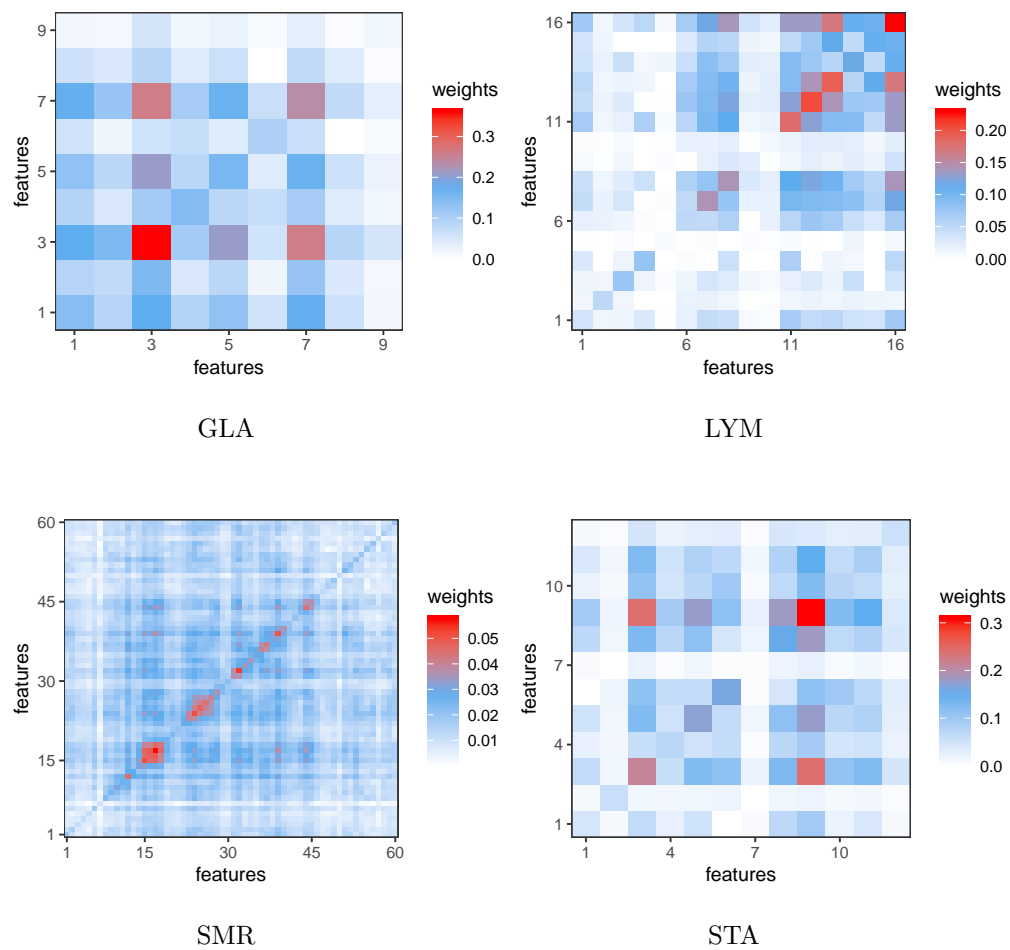 9
7
5
3
1
features
1 3 5 7 9
features
weights
0.3
0.2
0.1
0.0
GLA
16
11
6
1
features
1 6 11 16
features
weights
0.20
0.15
0.10
0.05
0.00
LYM
60
45
30
15
1
features
1 15 30 45 60
features
weights
0.05
0.04
0.03
0.02
0.01
SMR
10
7
4
1
features
1 4 7 10
features
weights
0.3
0.2
0.1
0.0
STA